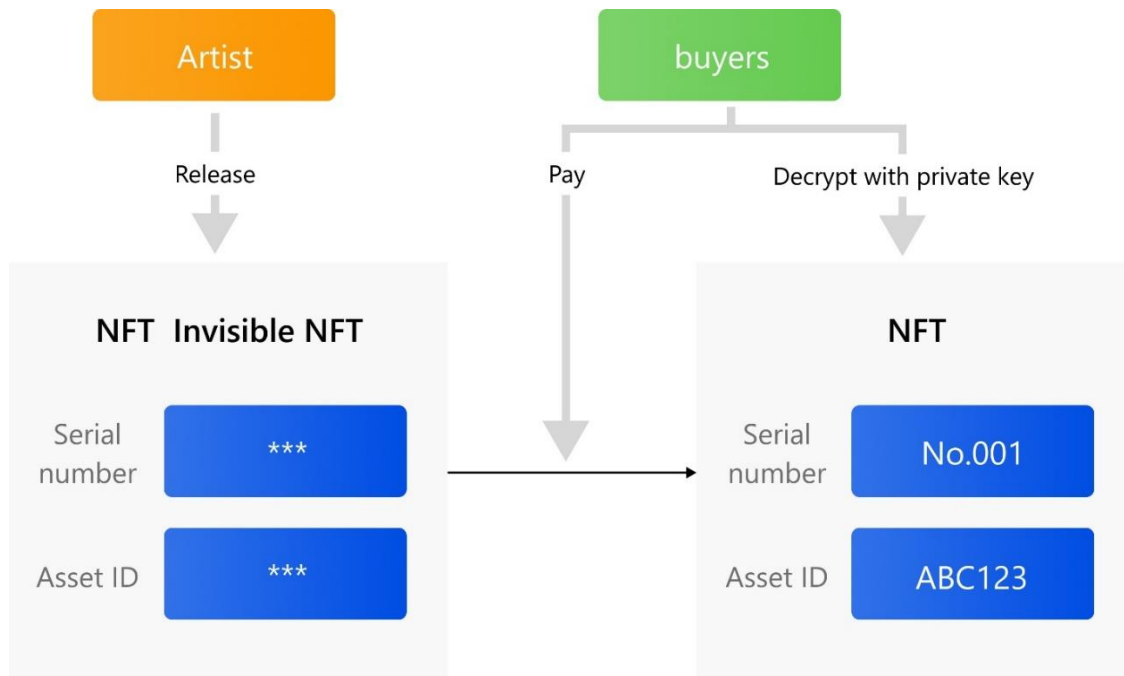 Artist
buyers
Release
Pay
Decrypt with private key
NFT  Invisible NFT
Serial
number
***
Asset ID
***
NFT
Serial
number
No.001
Asset ID
ABC123